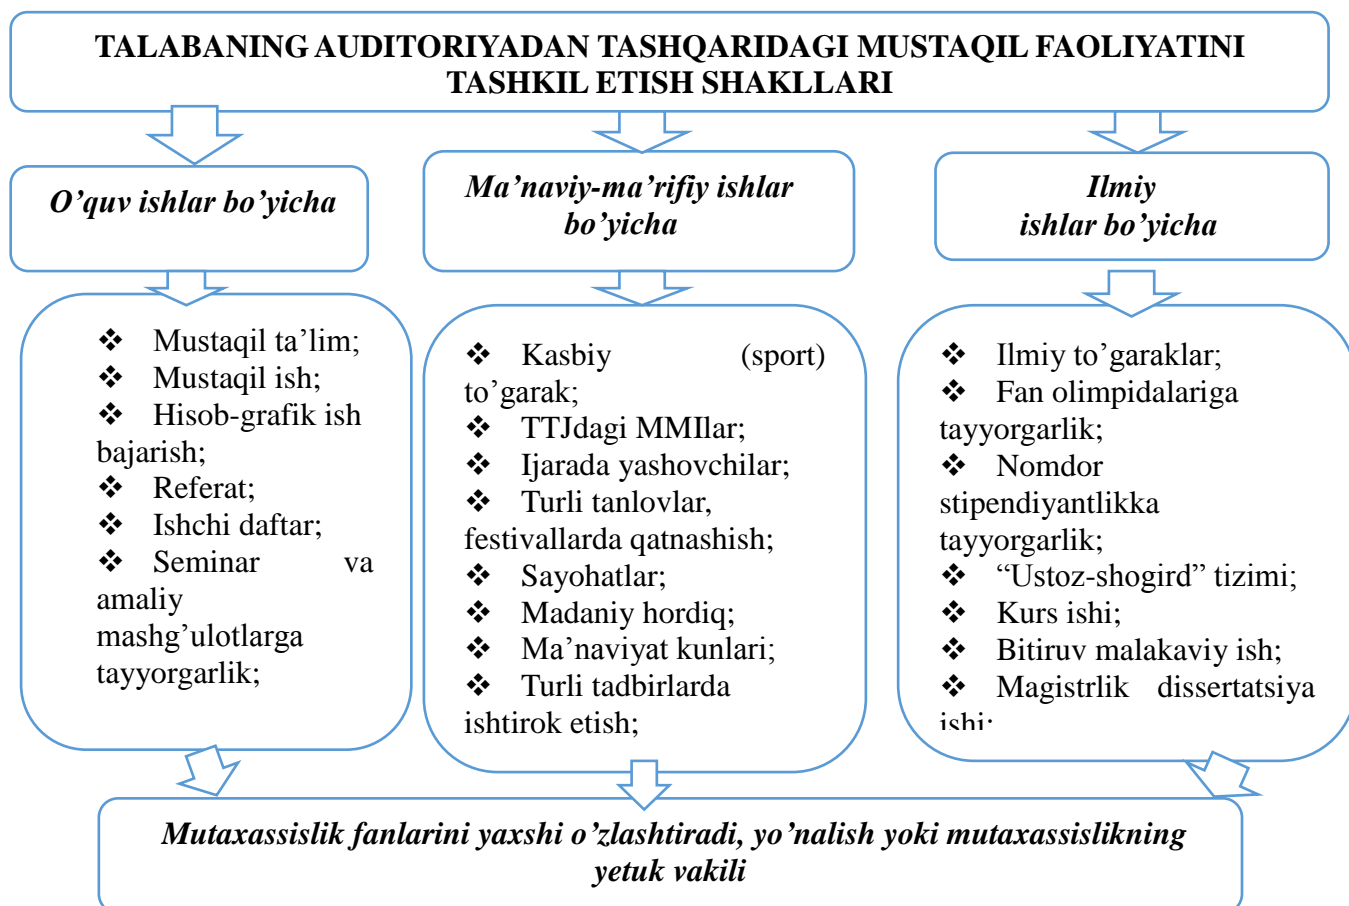 TALABANING AUDITORIYADAN TASHQARIDAGI MUSTAQIL FAOLIYATINI
TASHKIL ETISH SHAKLLARI
O’quv ishlar bo’yicha
Ma’naviy-ma’rifiy ishlar
bo’yicha
Ilmiy
ishlar bo’yicha
❖ Mustaqil ta’lim;
❖ Mustaqil ish;
❖ Hisob-grafik ish
bajarish;
❖ Referat;
❖ Ishchi daftar;
❖ Seminar va
amaliy
mashg’ulotlarga
tayyorgarlik;
❖ Kasbiy (sport)
to’garak;
❖ TTJdagi MMIlar;
❖ Ijarada yashovchilar;
❖ Turli tanlovlar,
festivallarda qatnashish;
❖ Sayohatlar;
❖ Madaniy hordiq;
❖ Ma’naviyat kunlari;
❖ Turli tadbirlarda
ishtirok etish;
❖ Ilmiy to’garaklar;
❖ Fan olimpidalariga
tayyorgarlik;
❖ Nomdor
stipendiyantlikka
tayyorgarlik;
❖ “Ustoz-shogird” tizimi;
❖ Kurs ishi;
❖ Bitiruv malakaviy ish;
❖ Magistrlik dissertatsiya
ishi;
Mutaxassislik fanlarini yaxshi o’zlashtiradi, yo’nalish yoki mutaxassislikning
yetuk vakili